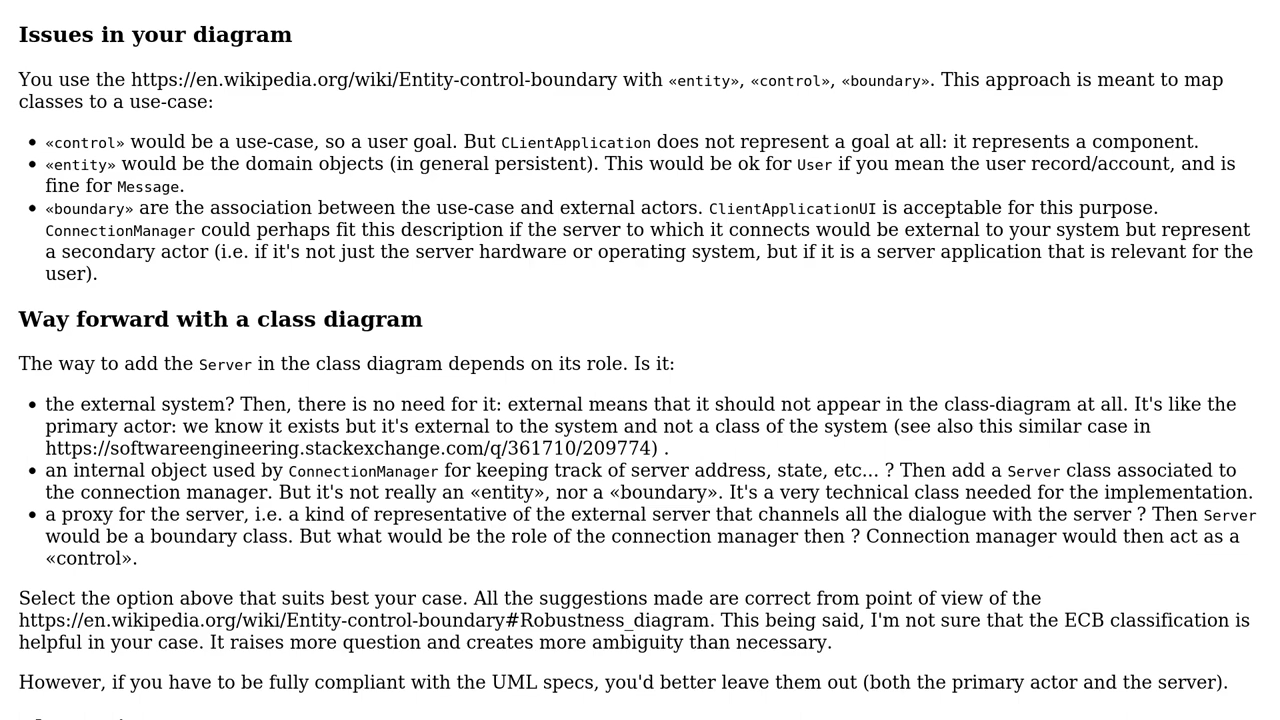 Issues in your diagram
You use the https://en.wikipedia.org/wiki/Entity-control-boundary with «entity», «control», «boundary». This approach is meant to map
classes to a use-case:
• «control» would be a use-case, so a user goal. But CLientApplication does not represent a goal at all: it represents a component.
• «entity» would be the domain objects (in general persistent). This would be ok for User if you mean the user record/account, and is
fine for Message.
• «boundary» are the association between the use-case and external actors. ClientApplicationUI is acceptable for this purpose.
ConnectionManager could perhaps fit this description if the server to which it connects would be external to your system but represent
a secondary actor (i.e. if it's not just the server hardware or operating system, but if it is a server application that is relevant for the
user).
Way forward with a class diagram
The way to add the Server in the class diagram depends on its role. Is it:
• the external system? Then, there is no need for it: external means that it should not appear in the class-diagram at all. It's like the
primary actor: we know it exists but it's external to the system and not a class of the system (see also this similar case in
https://softwareengineering.stackexchange.com/q/361710/209774) .
• an internal object used by ConnectionManager for keeping track of server address, state, etc... ? Then add a Server class associated to
the connection manager. But it's not really an «entity», nor a «boundary». It's a very technical class needed for the implementation.
• a proxy for the server, i.e. a kind of representative of the external server that channels all the dialogue with the server ? Then Server
would be a boundary class. But what would be the role of the connection manager then ? Connection manager would then act as a
«control».
Select the option above that suits best your case. All the suggestions made are correct from point of view of the
https://en.wikipedia.org/wiki/Entity-control-boundary#Robustness_diagram. This being said, I'm not sure that the ECB classification is
helpful in your case. It raises more question and creates more ambiguity than necessary.
However, if you have to be fully compliant with the UML specs, you'd better leave them out (both the primary actor and the server).